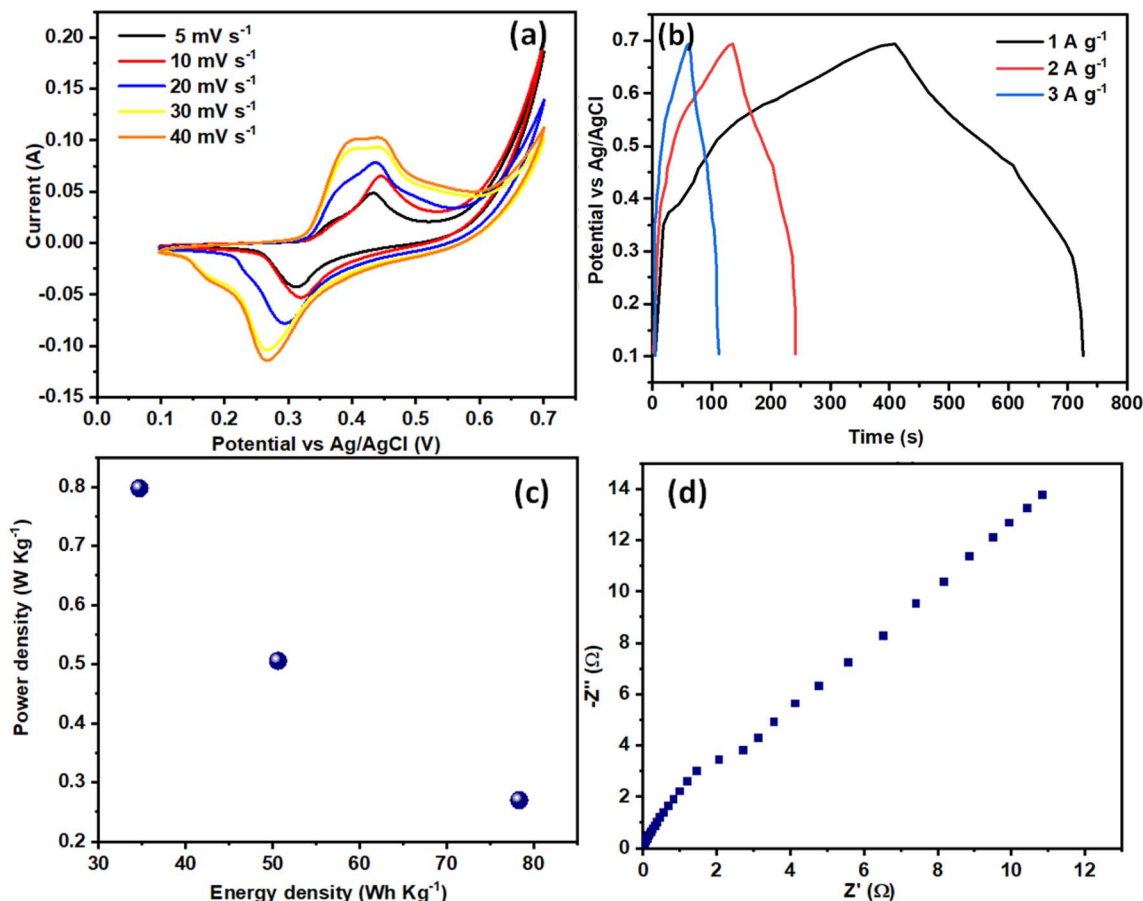 (a)
5 mV s⁻¹
10 mV s⁻¹
20 mV s⁻¹
30 mV s⁻¹
40 mV s⁻¹
Current (A)
0.20
0.15
0.10
0.05
0.00
-0.05
-0.10
-0.15
0.0 0.1 0.2 0.3 0.4 0.5 0.6 0.7
Potential vs Ag/AgCl (V)
(b)
1 A g⁻¹
2 A g⁻¹
3 A g⁻¹
Potential vs Ag/AgCl
0.7
0.6
0.5
0.4
0.3
0.2
0.1
0 100 200 300 400 500 600 700 800
Time (s)
(c)
Power density (W Kg⁻¹)
0.8
0.7
0.6
0.5
0.4
0.3
0.2
30 40 50 60 70 80
Energy density (Wh Kg⁻¹)
(d)
-Z'' (Ω)
14
12
10
8
6
4
2
0
0 2 4 6 8 10 12
Z' (Ω)